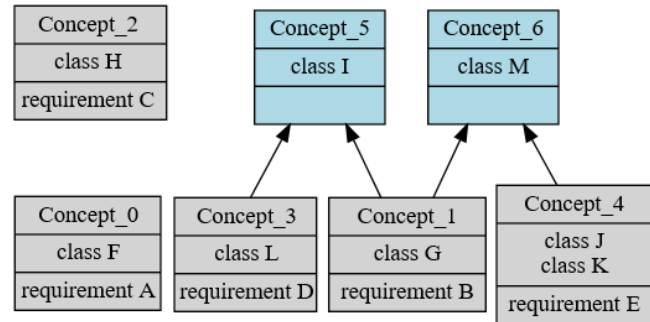 Concept_2
class H
requirement C
Concept_5
class I
Concept_6
class M
Concept_0
class F
requirement A
Concept_3
class L
requirement D
Concept_1
class G
requirement B
Concept_4
class J
class K
requirement E